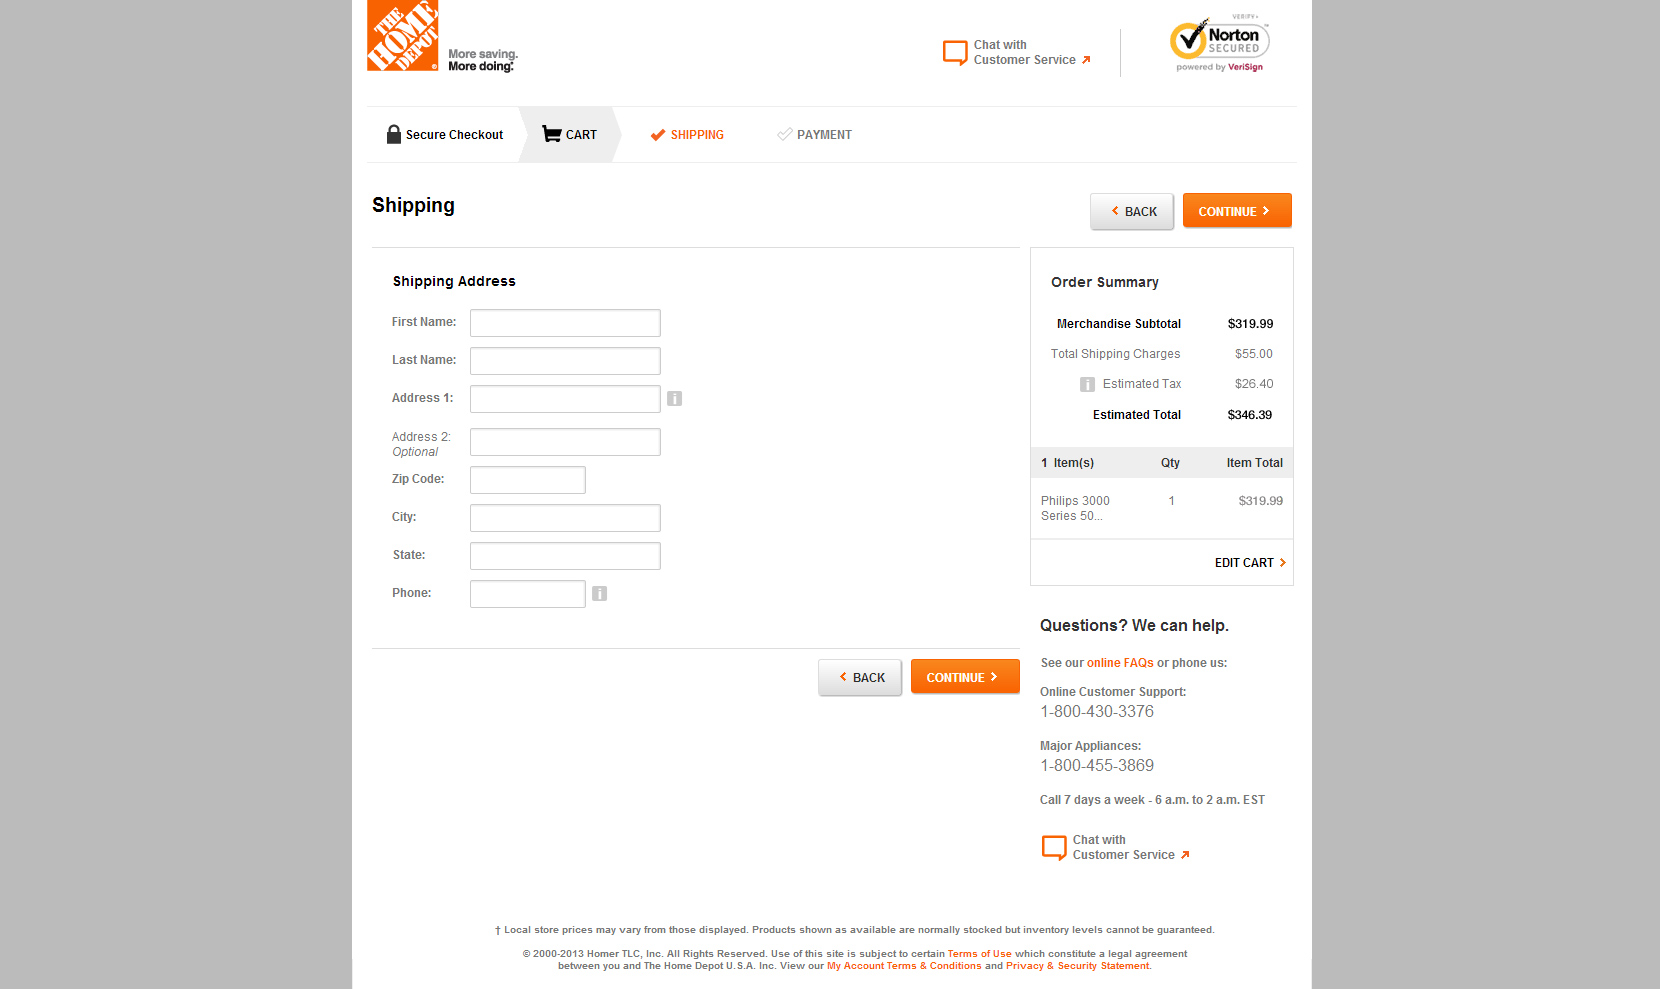 THE
HOME
DEPOT
More saving.
More doing.
Chat with
Customer Service
VERIFY
Norton
SECURED
powered by VeriSign
Secure Checkout
CART
SHIPPING
PAYMENT
Shipping
BACK
CONTINUE
Shipping Address
First Name:
Last Name:
Address 1:
Address 2:
Optional
Zip Code:
City:
State:
Phone:
BACK
CONTINUE
Order Summary
Merchandise Subtotal $319.99
Total Shipping Charges $55.00
Estimated Tax $26.40
Estimated Total $346.39
1 Item(s) Qty Item Total
Philips 3000 1 $319.99
Series 50...
EDIT CART
Questions? We can help.
See our online FAQs or phone us:
Online Customer Support:
1-800-430-3376
Major Appliances:
1-800-455-3869
Call 7 days a week - 6 a.m. to 2 a.m. EST
Chat with
Customer Service
† Local store prices may vary from those displayed. Products shown as available are normally stocked but inventory levels cannot be guaranteed.
© 2000-2013 Homer TLC, Inc. All Rights Reserved. Use of this site is subject to certain Terms of Use which constitute a legal agreement
between you and The Home Depot U.S.A. Inc. View our My Account Terms & Conditions and Privacy & Security Statement.